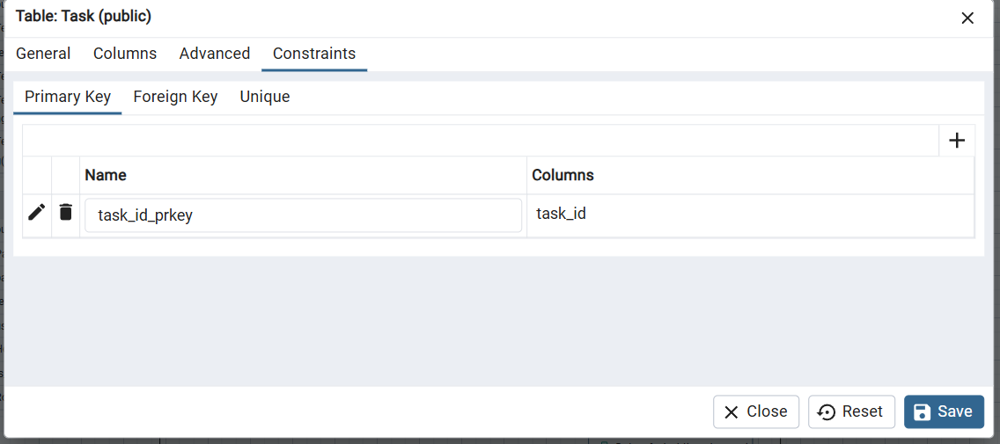 Table: Task (public)
General Columns Advanced Constraints
Primary Key Foreign Key Unique
Name Columns
task_id_prkey task_id
Close Reset Save